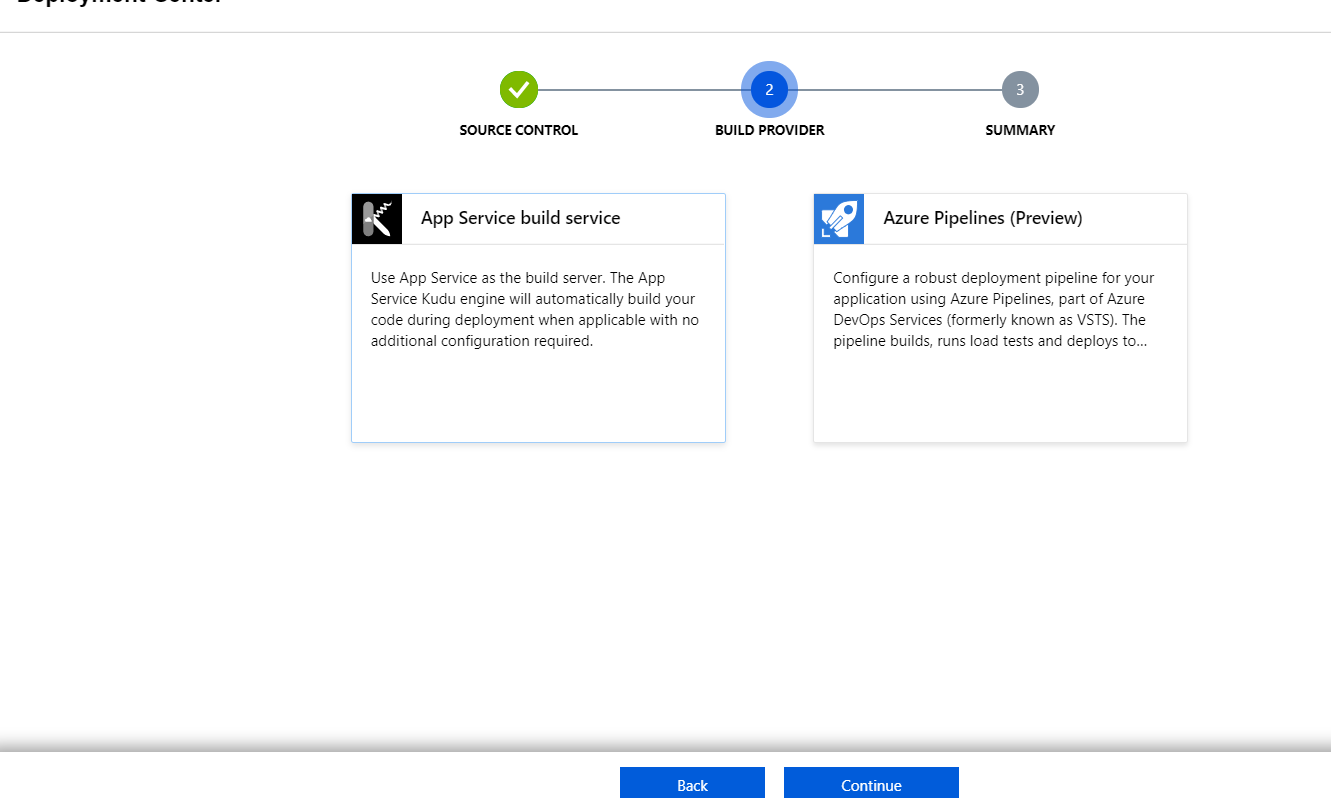 2
3
SOURCE CONTROL
BUILD PROVIDER
SUMMARY
App Service build service
Use App Service as the build server. The App
Service Kudu engine will automatically build your
code during deployment when applicable with no
additional configuration required.
Azure Pipelines (Preview)
Configure a robust deployment pipeline for your
application using Azure Pipelines, part of Azure
DevOps Services (formerly known as VSTS). The
pipeline builds, runs load tests and deploys to...
Back
Continue